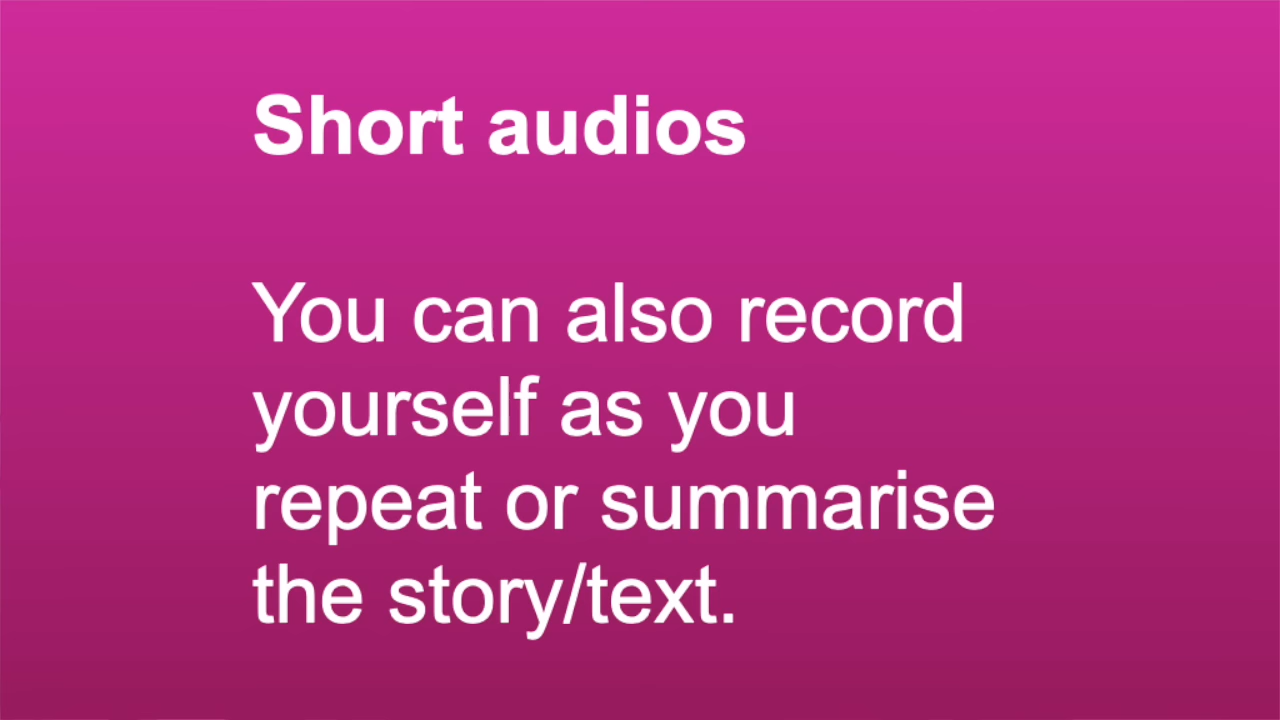 Short audios
You can also record
yourself as you
repeat or summarise
the story/text.